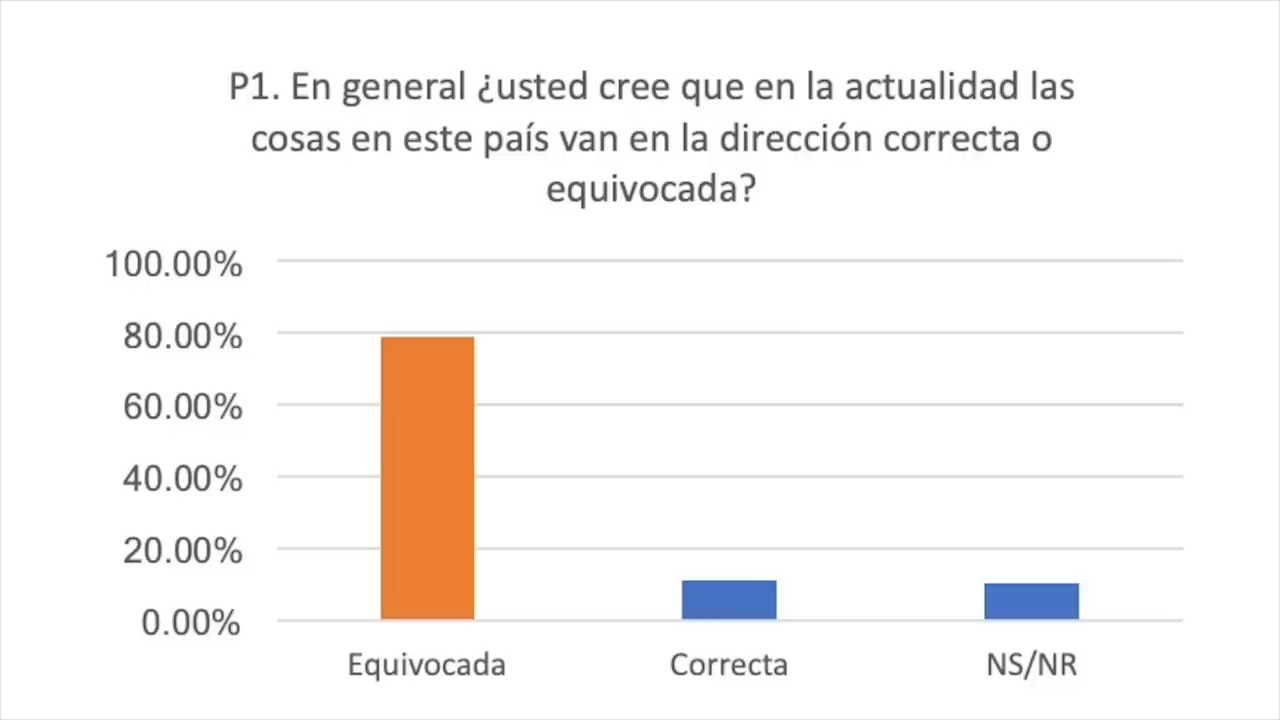 P1. En general ¿usted cree que en la actualidad las
cosas en este país van en la dirección correcta o
equivocada?
100.00%
80.00%
60.00%
40.00%
20.00%
0.00%
Equivocada
Correcta
NS/NR